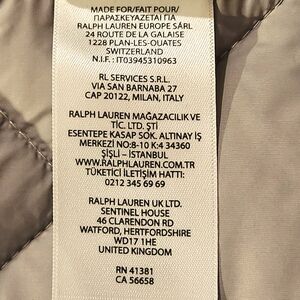 MADE FOR/FAIT POUR/
ΠΑΡΑΣΚΕΥΑΖΕΤΑΙ ΓΙΑ/
RALPH LAUREN EUROPE SÀRL
24 ROUTE DE LA GALAISE
1228 PLAN-LES-OUATES
SWITZERLAND
N.I.F. : IT03945310963
RL SERVICES S.R.L.
VIA SAN BARNABA 27
CAP 20122, MILAN, ITALY
RALPH LAUREN MAĞAZACILIK VE
TİC. LTD. ŞTİ
ESENTEPE KASAP SOK. ALTINAY İŞ
MERKEZİ NO:8-10 K:4 34360
ŞİŞLİ - İSTANBUL
WWW.RALPHLAUREN.COM.TR
TÜKETİCİ İLETİŞİM HATTI:
0212 345 69 69
RALPH LAUREN UK LTD.
SENTINEL HOUSE
46 CLARENDON RD
WATFORD, HERTFORDSHIRE
WD17 1HE
UNITED KINGDOM
RN 41381
CA 56658